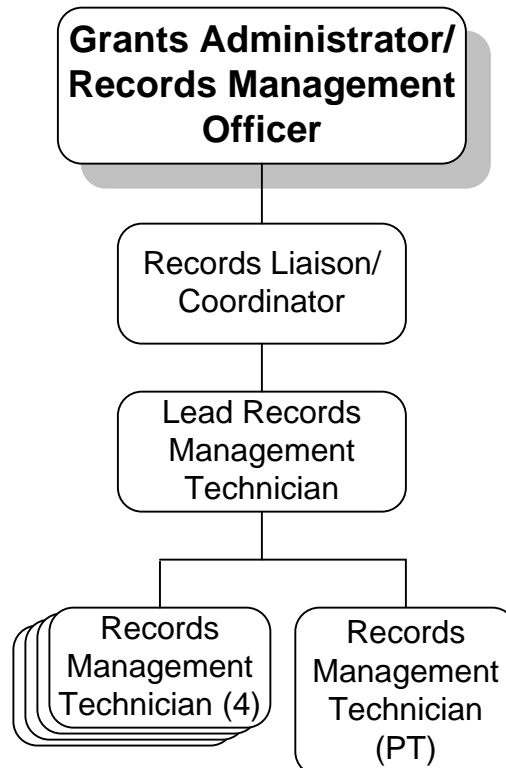 Grants Administrator/
Records Management
Officer
Records Liaison/
Coordinator
Lead Records
Management
Technician
Records
Management
Technician (4)
Records
Management
Technician
(PT)